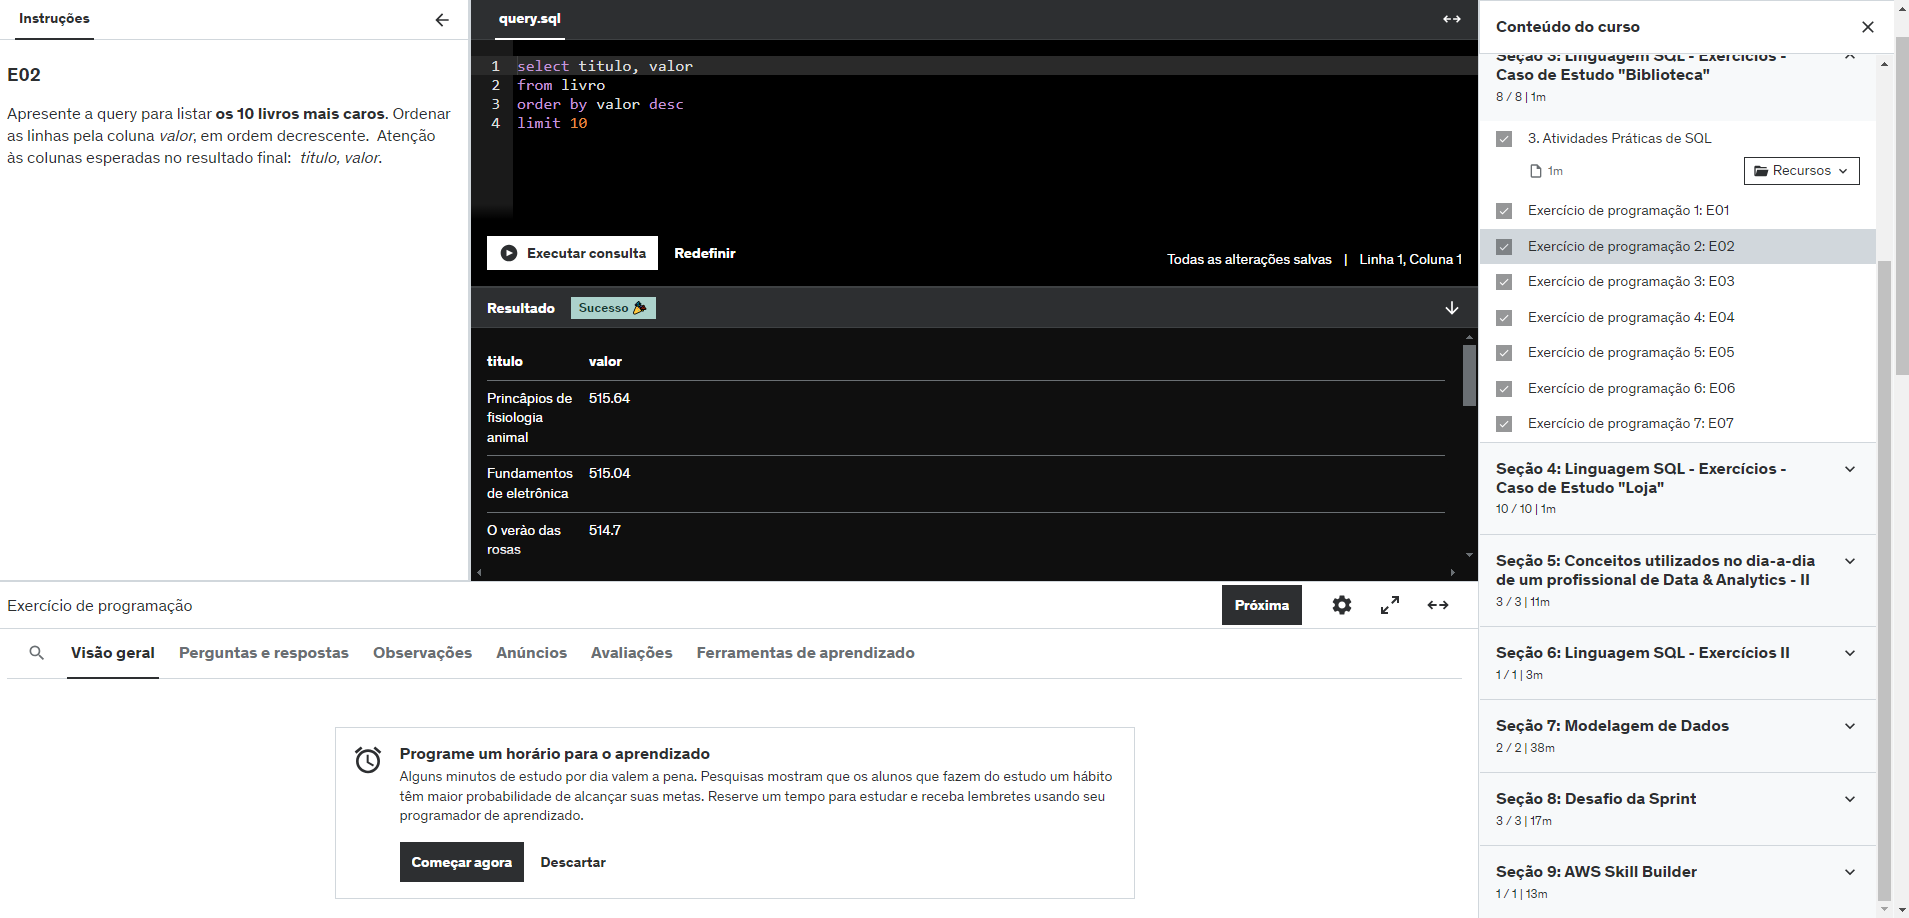 Instruções
E02
Apresente a query para listar os 10 livros mais caros. Ordenar
as linhas pela coluna valor, em ordem decrescente.  Atenção
às colunas esperadas no resultado final:  titulo, valor.
query.sql
1 select titulo, valor
2 from livro
3 order by valor desc
4 limit 10
Executar consulta
Redefinir
Todas as alterações salvas | Linha 1, Coluna 1
Resultado
Sucesso
titulo valor
Princâpios de 515.64
fisiologia
animal
Fundamentos 515.04
de eletrônica
O veràо das 514.7
rosas
Exercício de programação
Próxima
Visão geral
Perguntas e respostas
Observações
Anúncios
Avaliações
Ferramentas de aprendizado
Programe um horário para o aprendizado
Alguns minutos de estudo por dia valem a pena. Pesquisas mostram que os alunos que fazem do estudo um hábito
têm maior probabilidade de alcançar suas metas. Reserve um tempo para estudar e receba lembretes usando seu
programador de aprendizado.
Começar agora
Descartar
Conteúdo do curso
Seção 3: Linguagem SQL - Exercícios -
Caso de Estudo "Biblioteca"
8 / 8 | 1m
3. Atividades Práticas de SQL
1m
Recursos
Exercício de programação 1: E01
Exercício de programação 2: E02
Exercício de programação 3: E03
Exercício de programação 4: E04
Exercício de programação 5: E05
Exercício de programação 6: E06
Exercício de programação 7: E07
Seção 4: Linguagem SQL - Exercícios -
Caso de Estudo "Loja"
10 / 10 | 1m
Seção 5: Conceitos utilizados no dia-a-dia
de um profissional de Data & Analytics - II
3 / 3 | 11m
Seção 6: Linguagem SQL - Exercícios II
1 / 1 | 3m
Seção 7: Modelagem de Dados
2 / 2 | 38m
Seção 8: Desafio da Sprint
3 / 3 | 17m
Seção 9: AWS Skill Builder
1 / 1 | 13m